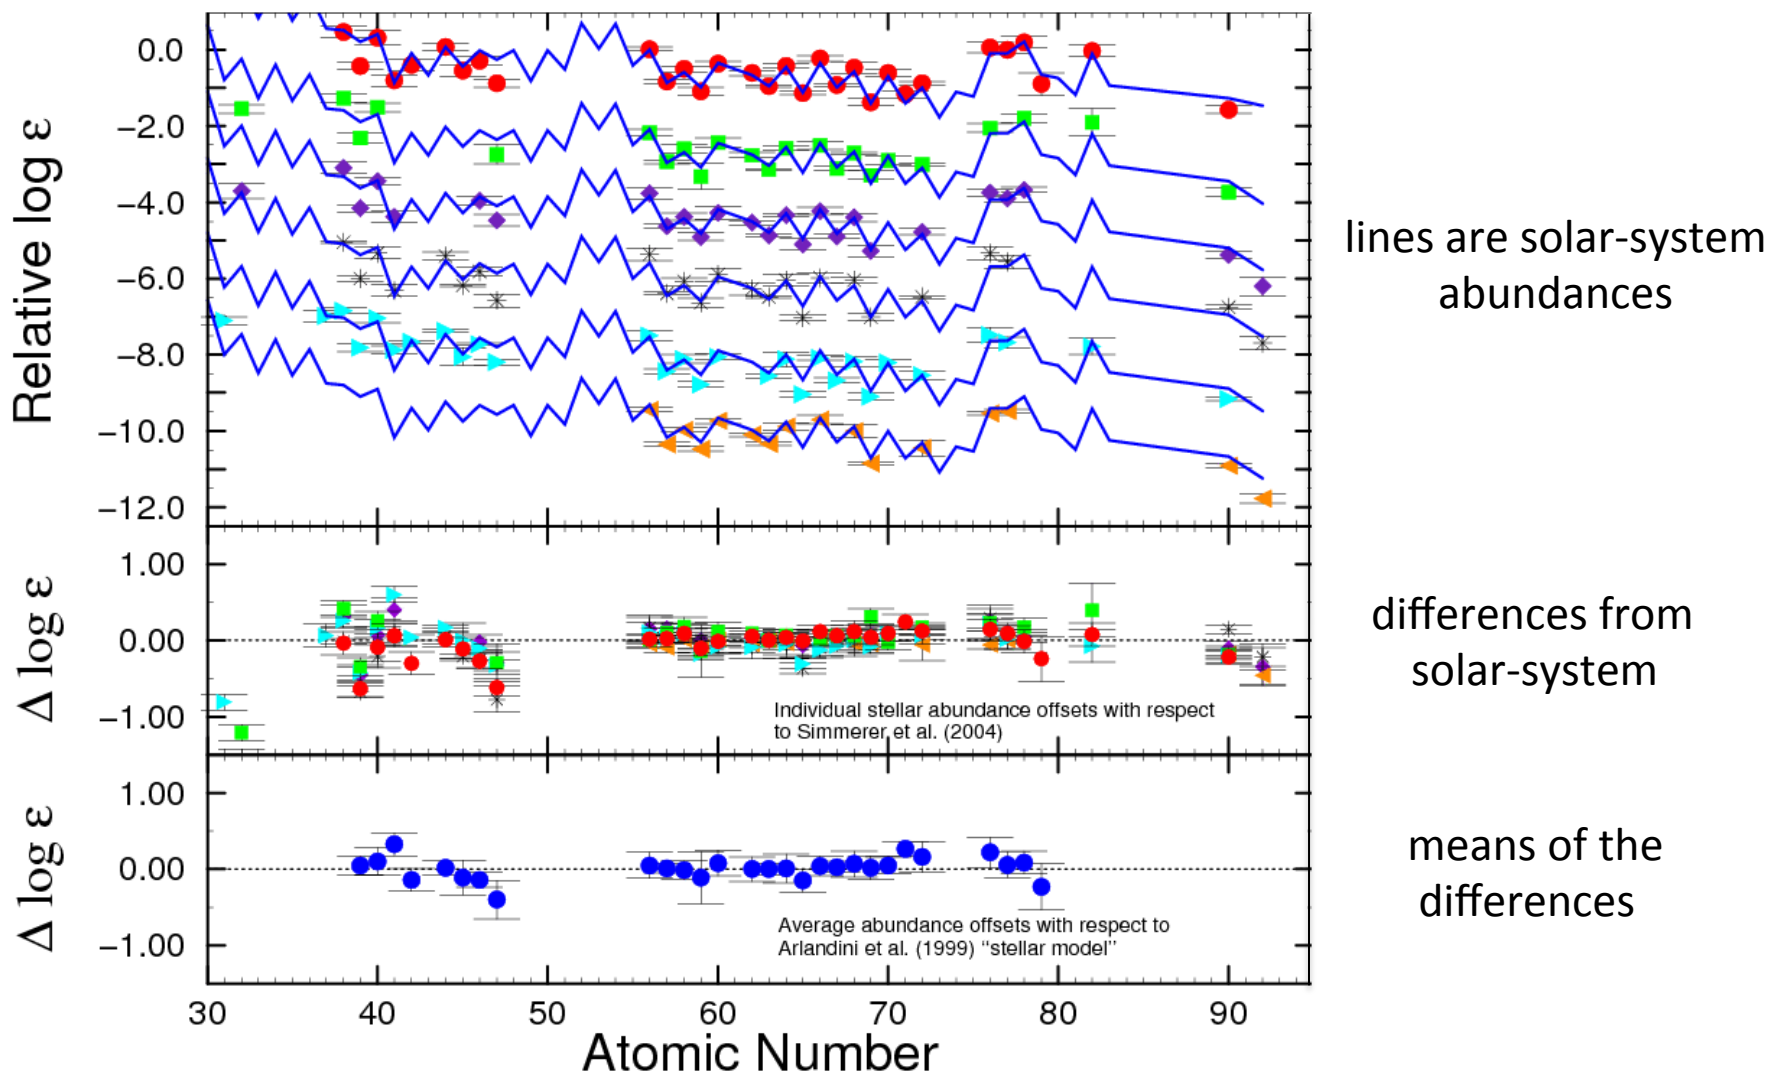 Relative log ε
0.0
−2.0
−4.0
−6.0
−8.0
−10.0
−12.0
lines are solar-system
abundances
Δ log ε
1.00
0.00
−1.00
Individual stellar abundance offsets with respect
to Simmerer et al. (2004)
differences from
solar-system
Δ log ε
1.00
0.00
−1.00
Average abundance offsets with respect to
Arlandini et al. (1999) “stellar model”
means of the
differences
30 40 50 60 70 80 90
Atomic Number